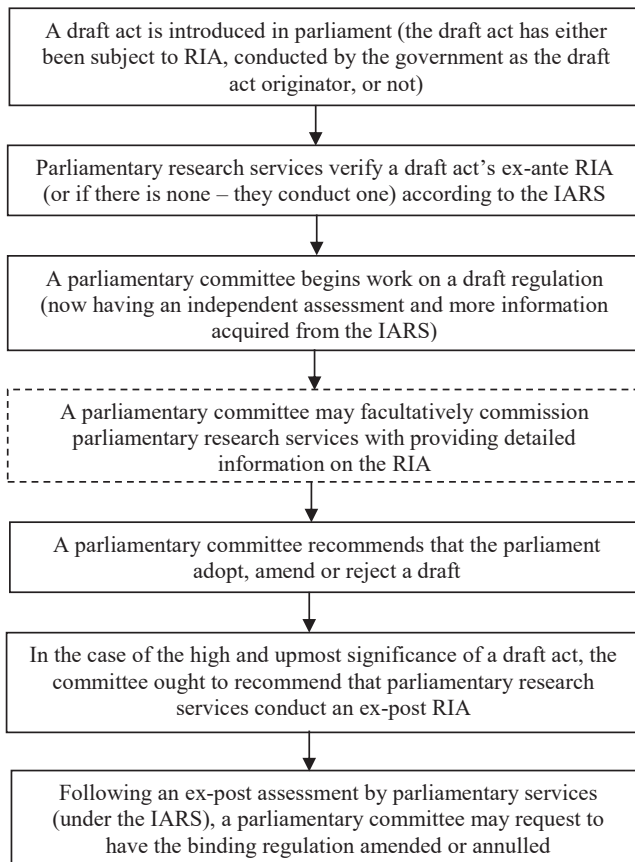 A draft act is introduced in parliament (the draft act has either
been subject to RIA, conducted by the government as the draft
act originator, or not)
Parliamentary research services verify a draft act's ex-ante RIA
(or if there is none – they conduct one) according to the IARS
A parliamentary committee begins work on a draft regulation
(now having an independent assessment and more information
acquired from the IARS)
A parliamentary committee may facultatively commission
parliamentary research services with providing detailed
information on the RIA
A parliamentary committee recommends that the parliament
adopt, amend or reject a draft
In the case of the high and upmost significance of a draft act, the
committee ought to recommend that parliamentary research
services conduct an ex-post RIA
Following an ex-post assessment by parliamentary services
(under the IARS), a parliamentary committee may request to
have the binding regulation amended or annulled